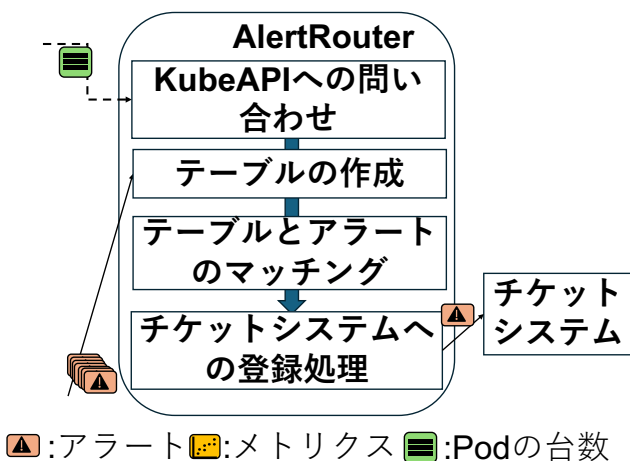 AlertRouter
KubeAPIへの問い
合わせ
テーブルの作成
テーブルとアラート
のマッチング
チケットシステムへ
の登録処理
チケット
システム
:アラート :メトリクス :Podの台数